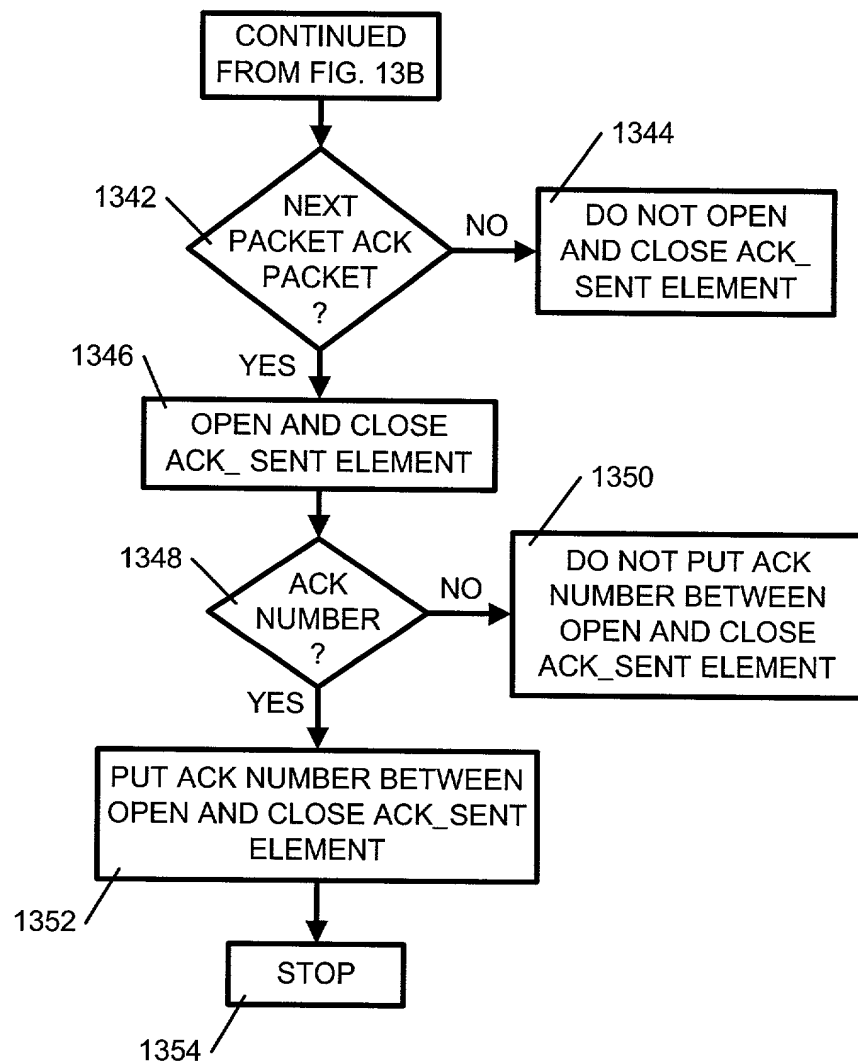 CONTINUED
FROM FIG. 13B
1342
NEXT
PACKET ACK
PACKET
?
NO
1344
DO NOT OPEN
AND CLOSE ACK_
SENT ELEMENT
YES
1346
OPEN AND CLOSE
ACK_ SENT ELEMENT
1348
ACK
NUMBER
?
NO
1350
DO NOT PUT ACK
NUMBER BETWEEN
OPEN AND CLOSE
ACK_SENT ELEMENT
YES
PUT ACK NUMBER BETWEEN
OPEN AND CLOSE ACK_SENT
ELEMENT
1352
STOP
1354